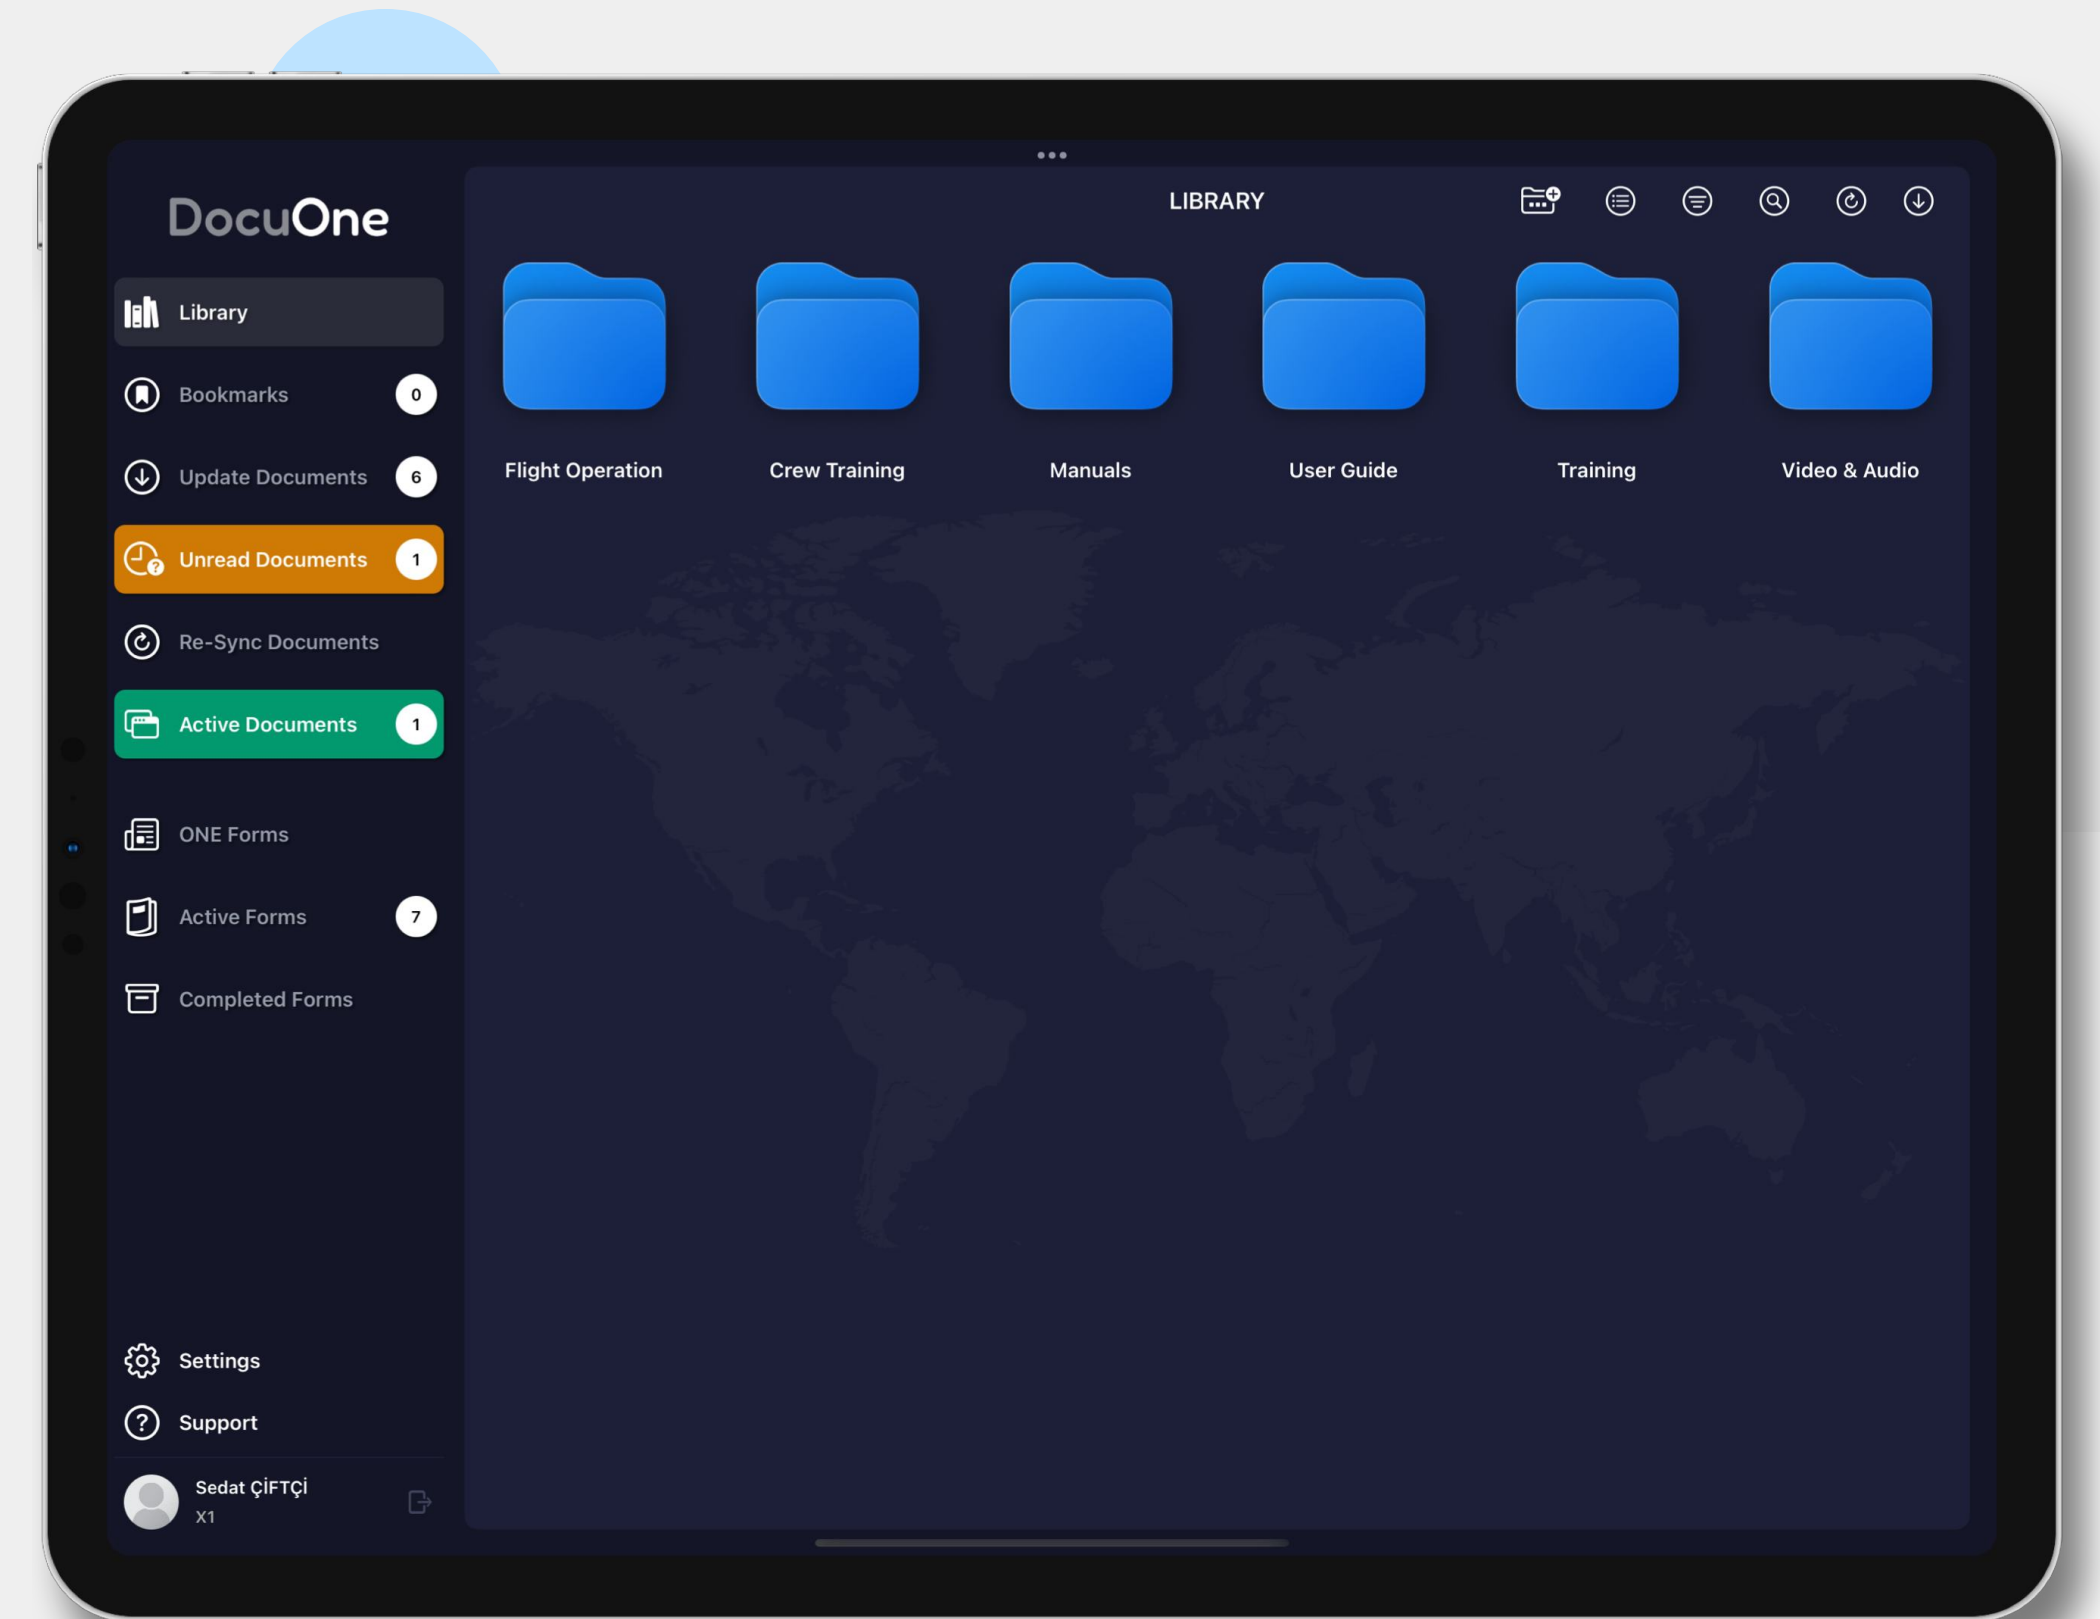 DocuOne
Library
Bookmarks 0
Update Documents 6
Unread Documents 1
Re-Sync Documents
Active Documents 1
ONE Forms
Active Forms 7
Completed Forms
Settings
Support
Sedat ÇİFTÇİ
X1
LIBRARY
Flight Operation Crew Training Manuals User Guide Training Video & Audio